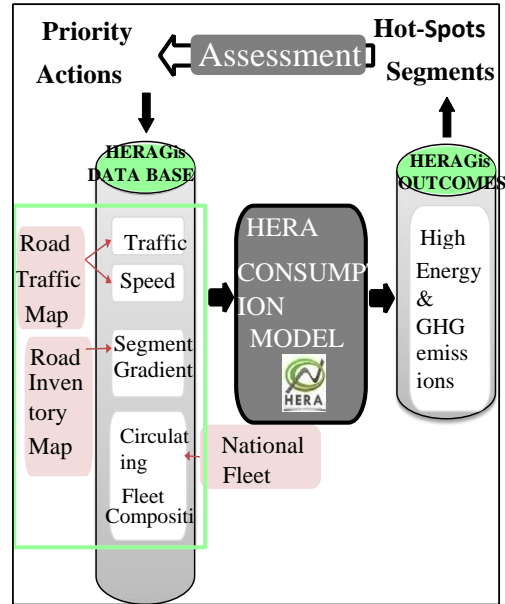 Priority
Actions
Assessment
Hot-Spots
Segments
HERAGis
DATA BASE
HERAGis
OUTCOMES
Road
Traffic
Map
Traffic
Speed
Road
Inven
tory
Map
Segment
Gradient
Circulat
ing
Fleet
Compositi
National
Fleet
HERA
CONSUMPT
ION
MODEL
HERA
High
Energy
&
GHG
emiss
ions